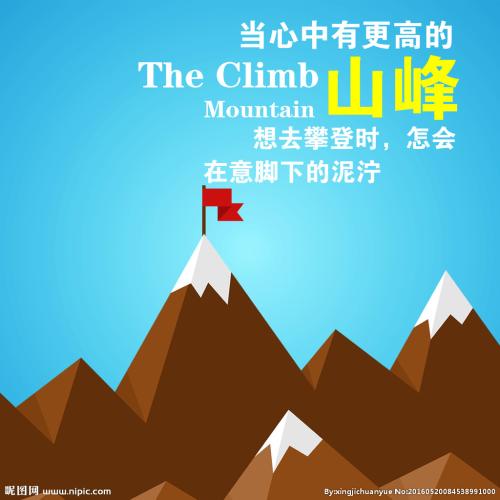 当心中有更高的
The Climb
Mountain
山峰
想去攀登时，怎会
在意脚下的泥泞
昵图网 www.nipic.com
By:xingjichuanyue No:20160520084538991000